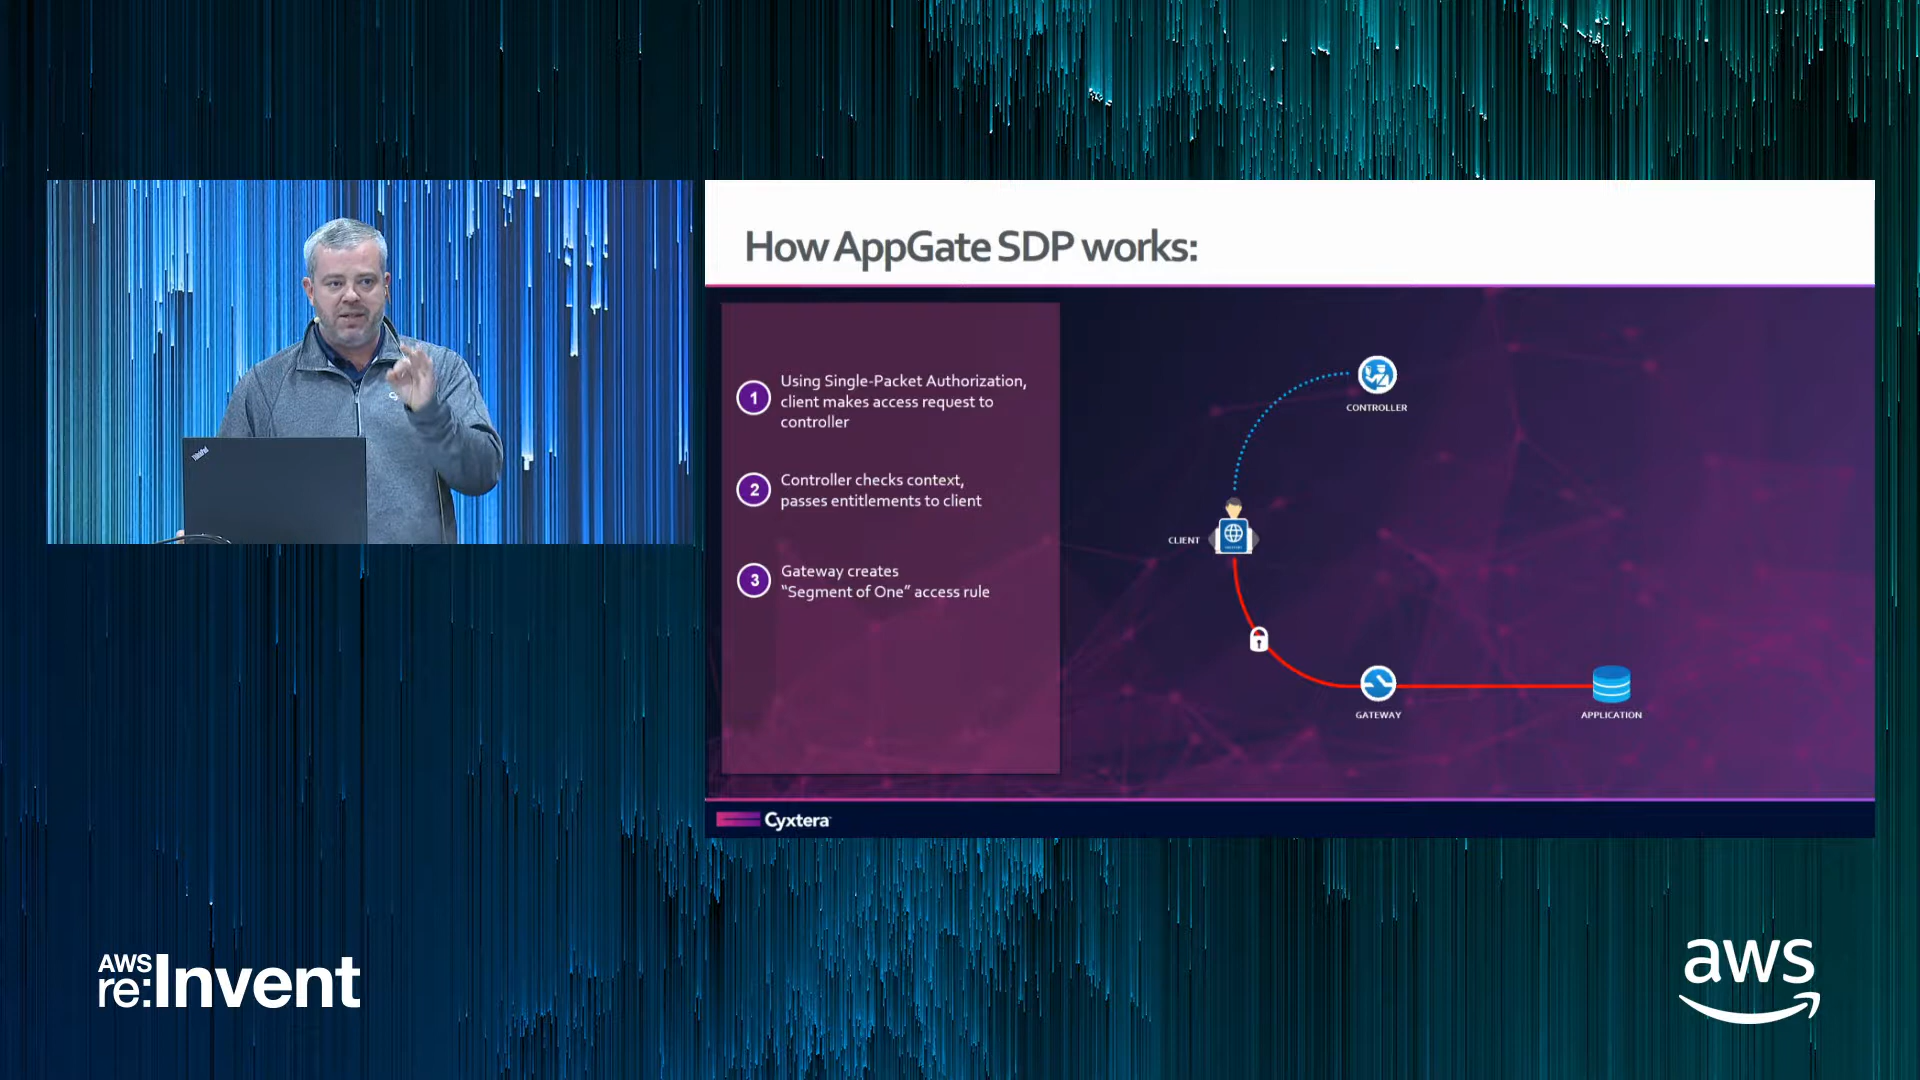 ThinkPad
How AppGate SDP works:
1
Using Single-Packet Authorization,
client makes access request to
controller
2
Controller checks context,
passes entitlements to client
3
Gateway creates
“Segment of One” access rule
CONTROLLER
CLIENT
GATEWAY
APPLICATION
Cyxtera
AWS
re:Invent
aws